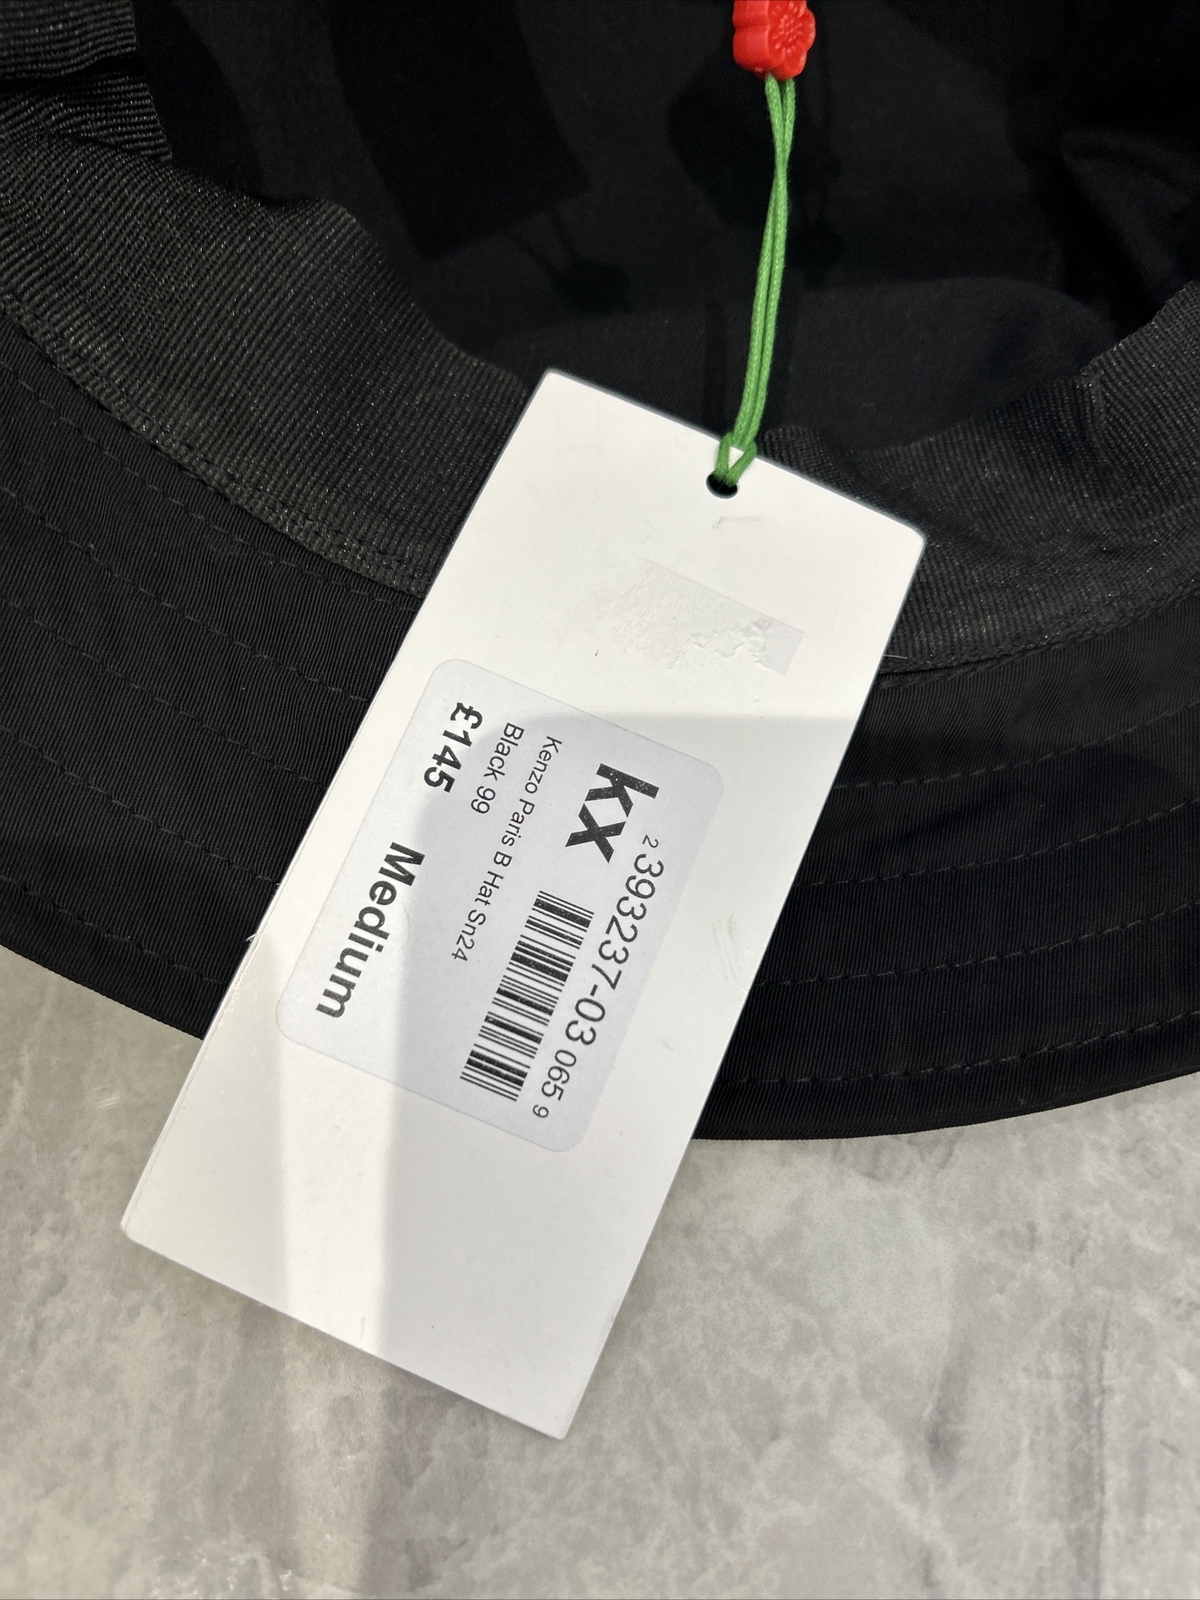 kx
2 393237-03 065 9
Kenzo Paris B Hat Sn24
Black 99
£145
Medium